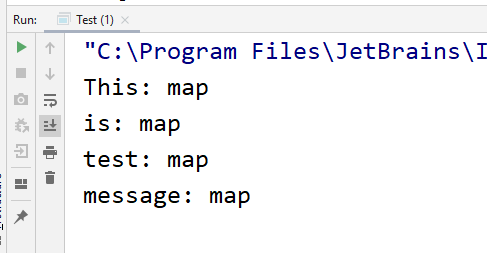 Run: Test (1)
"C:\Program Files\JetBrains\I
This: map
is: map
test: map
message: map